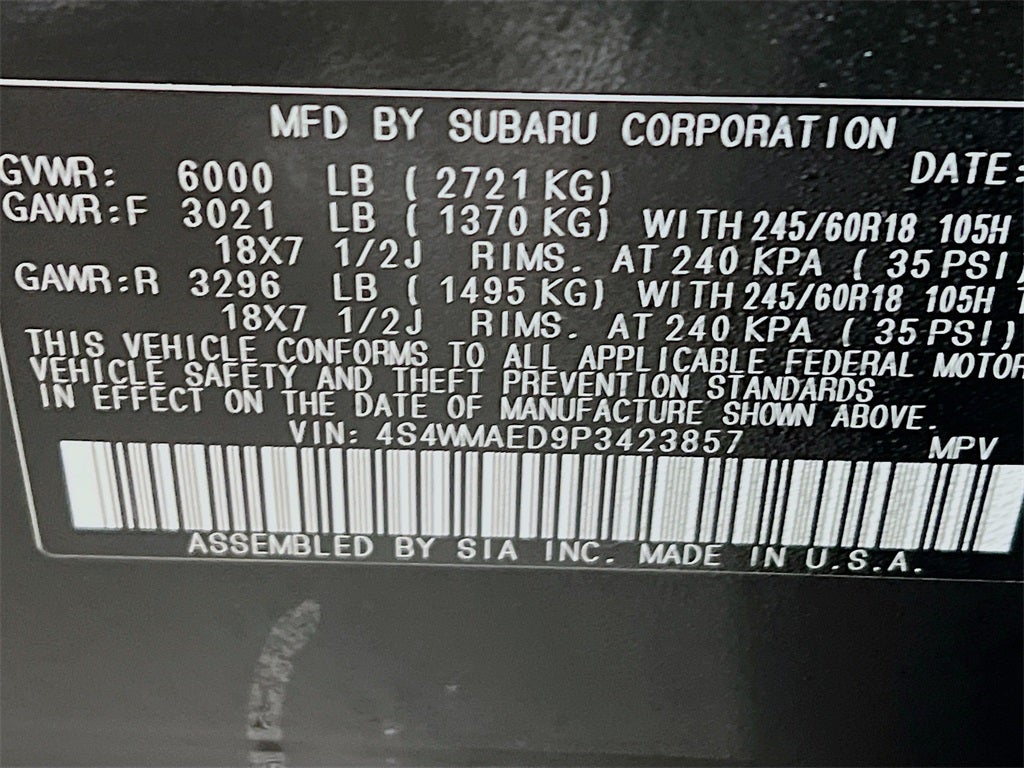 MFD BY SUBARU CORPORATION
GVWR: 6000 LB ( 2721 KG) DATE:
GAWR:F 3021 LB ( 1370 KG) WITH 245/60R18 105H
18X7 1/2J RIMS. AT 240 KPA ( 35 PSI)
GAWR:R 3296 LB ( 1495 KG) WITH 245/60R18 105H
18X7 1/2J RIMS. AT 240 KPA ( 35 PSI)
THIS VEHICLE CONFORMS TO ALL APPLICABLE FEDERAL MOTOR
VEHICLE SAFETY AND THEFT PREVENTION STANDARDS
IN EFFECT ON THE DATE OF MANUFACTURE SHOWN ABOVE.
VIN: 4S4WMAED9P3423857 MPV
ASSEMBLED BY SIA INC. MADE IN U.S.A.